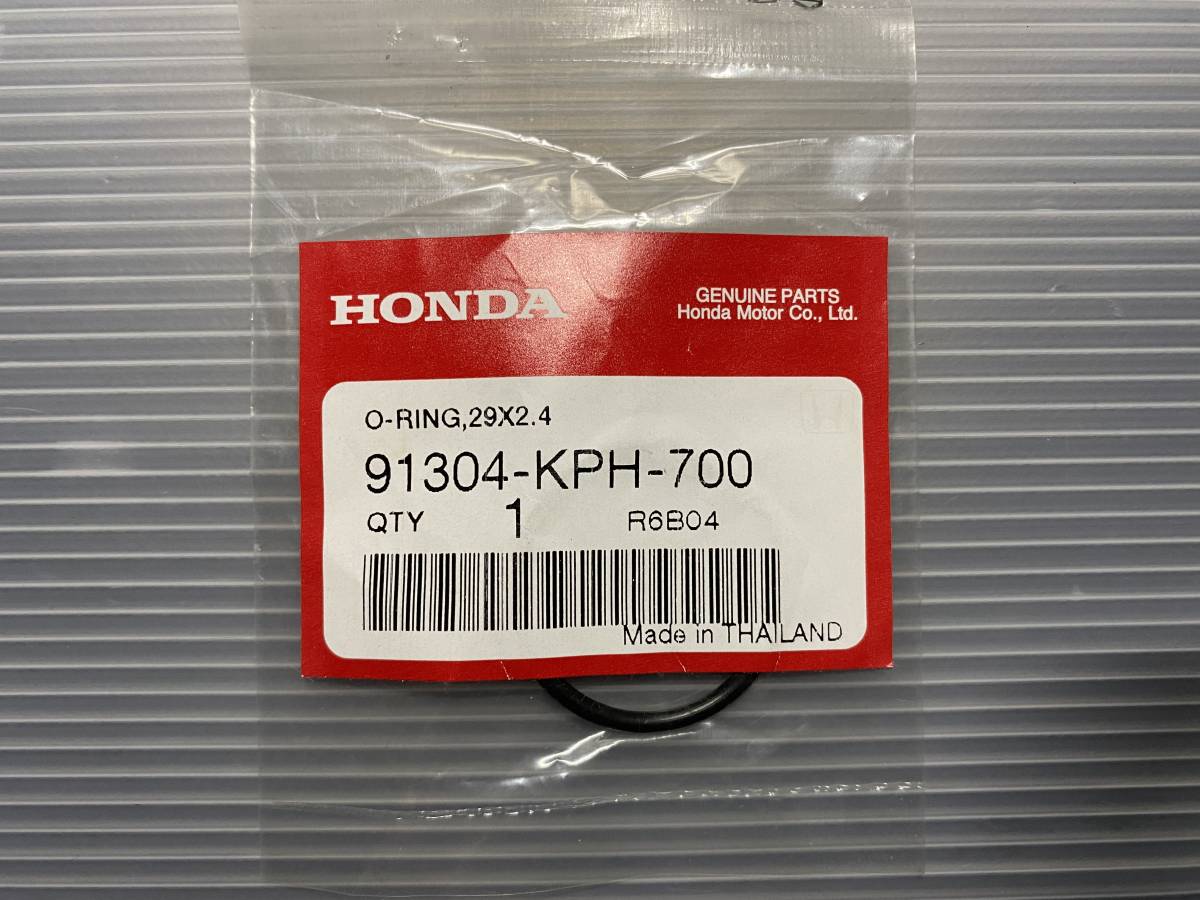 HONDA
GENUINE PARTS
Honda Motor Co., Ltd.
O-RING,29X2.4
91304-KPH-700
QTY 1 R6B04
Made in THAILAND